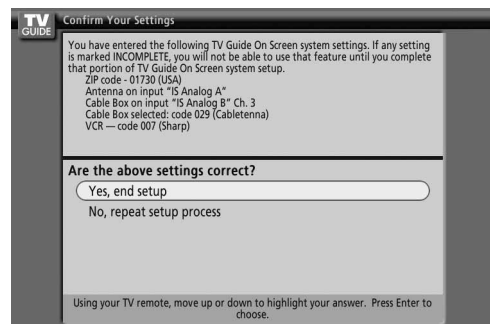 TV
GUIDE
Confirm Your Settings
You have entered the following TV Guide On Screen system settings. If any setting
is marked INCOMPLETE, you will not be able to use that feature until you complete
that portion of TV Guide On Screen system setup.
ZIP code - 01730 (USA)
Antenna on input "IS Analog A"
Cable Box on input "IS Analog B" Ch. 3
Cable Box selected: code 029 (Cabletenna)
VCR — code 007 (Sharp)
Are the above settings correct?
Yes, end setup
No, repeat setup process
Using your TV remote, move up or down to highlight your answer. Press Enter to
choose.